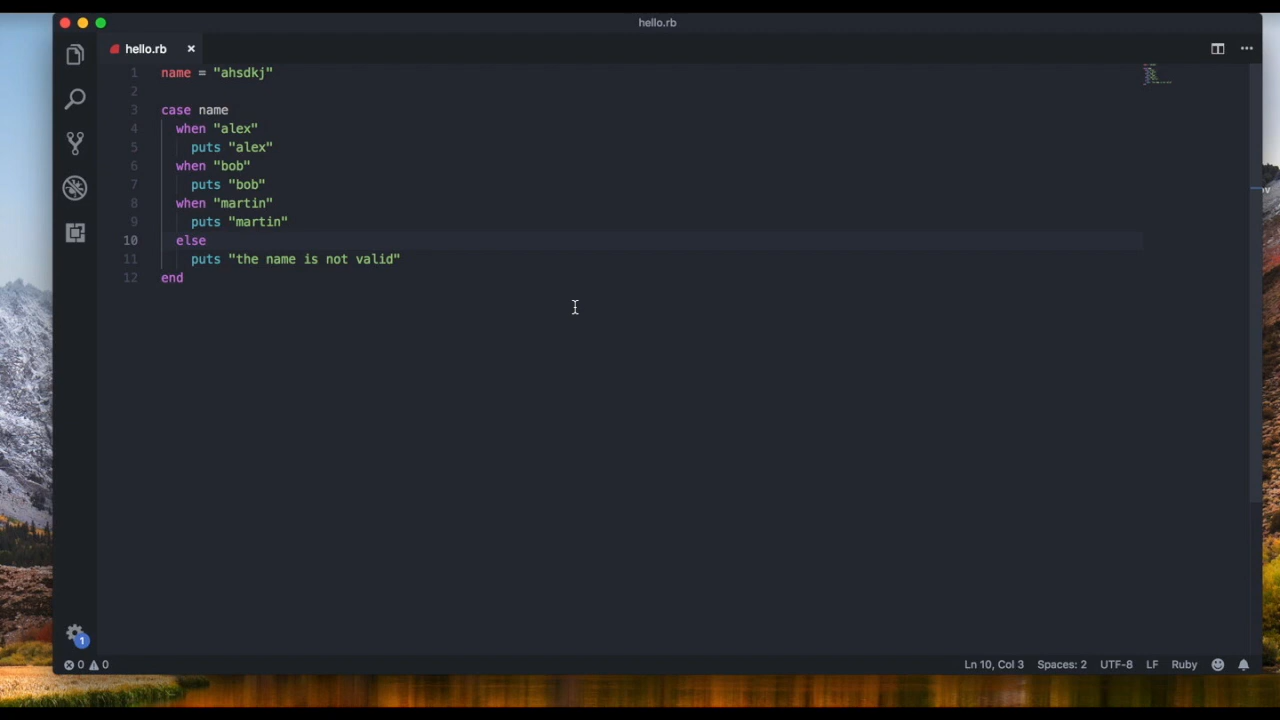 hello.rb
hello.rb ×
1 name = "ahsdkj"
2
3 case name
4   when "alex"
5     puts "alex"
6   when "bob"
7     puts "bob"
8   when "martin"
9     puts "martin"
10   else
11     puts "the name is not valid"
12 end
1
0 0 Ln 10, Col 3 Spaces: 2 UTF-8 LF Ruby